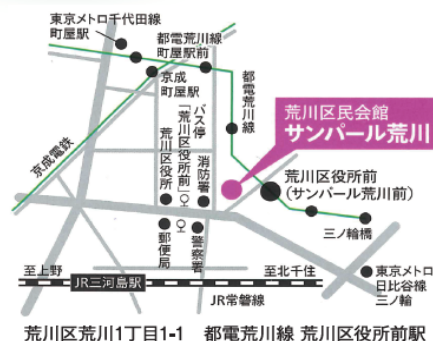 東京メトロ千代田線
町屋駅
都電荒川線
町屋駅前
京成
町屋駅
都電荒川線
京成電鉄
バス停
「荒川区役所前」
荒川区役所
消防署
荒川区民会館
サンパール荒川
荒川区役所前
(サンパール荒川前)
三ノ輪橋
郵便局
警察署
至上野
JR三河島駅
至北千住
JR常磐線
東京メトロ
日比谷線
三ノ輪
荒川区荒川1丁目1-1 都電荒川線 荒川区役所前駅